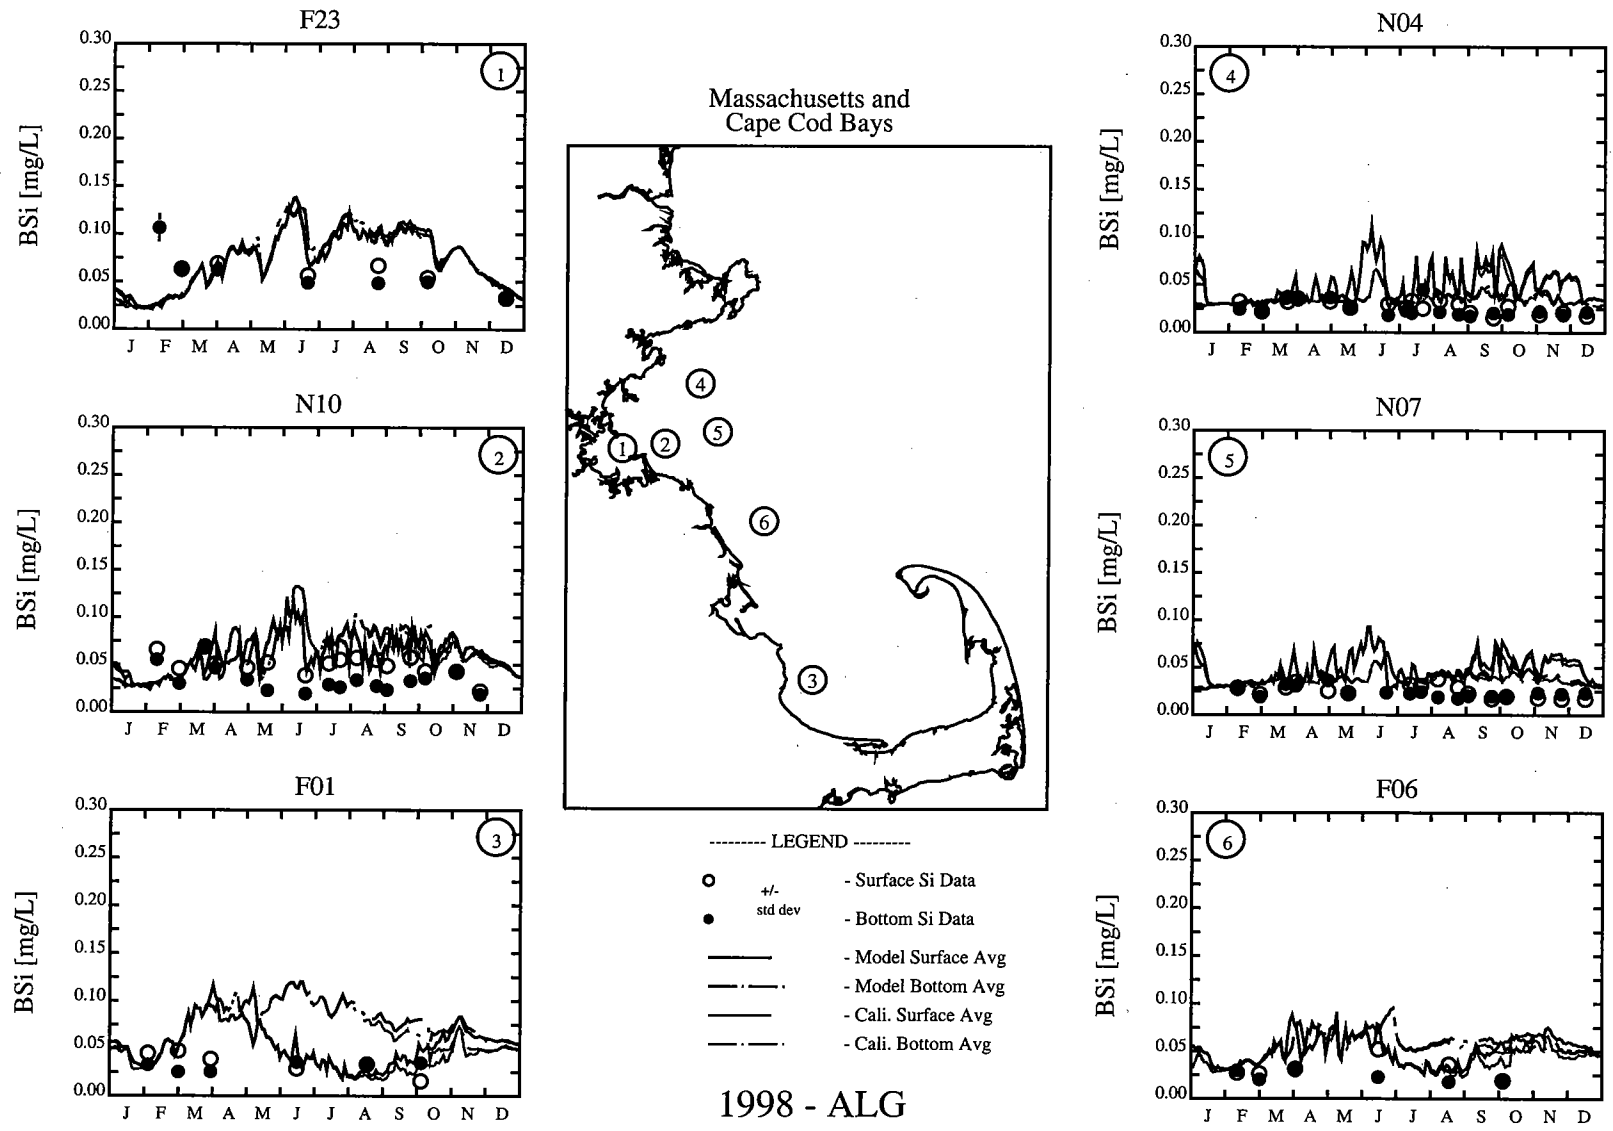 F23
0.30
0.25
0.20
0.15
0.10
0.05
0.00
BSi [mg/L]
1
J F M A M J J A S O N D
N10
0.30
0.25
0.20
0.15
0.10
0.05
0.00
BSi [mg/L]
2
J F M A M J J A S O N D
F01
0.30
0.25
0.20
0.15
0.10
0.05
0.00
BSi [mg/L]
3
J F M A M J J A S O N D
Massachusetts and
Cape Cod Bays
4
5
1
2
6
3
--------- LEGEND ---------
- Surface Si Data
+/-
std dev
- Bottom Si Data
- Model Surface Avg
- Model Bottom Avg
- Cali. Surface Avg
- Cali. Bottom Avg
1998 - ALG
N04
0.30
0.25
0.20
0.15
0.10
0.05
0.00
BSi [mg/L]
4
J F M A M J J A S O N D
N07
0.30
0.25
0.20
0.15
0.10
0.05
0.00
BSi [mg/L]
5
J F M A M J J A S O N D
F06
0.30
0.25
0.20
0.15
0.10
0.05
0.00
BSi [mg/L]
6
J F M A M J J A S O N D